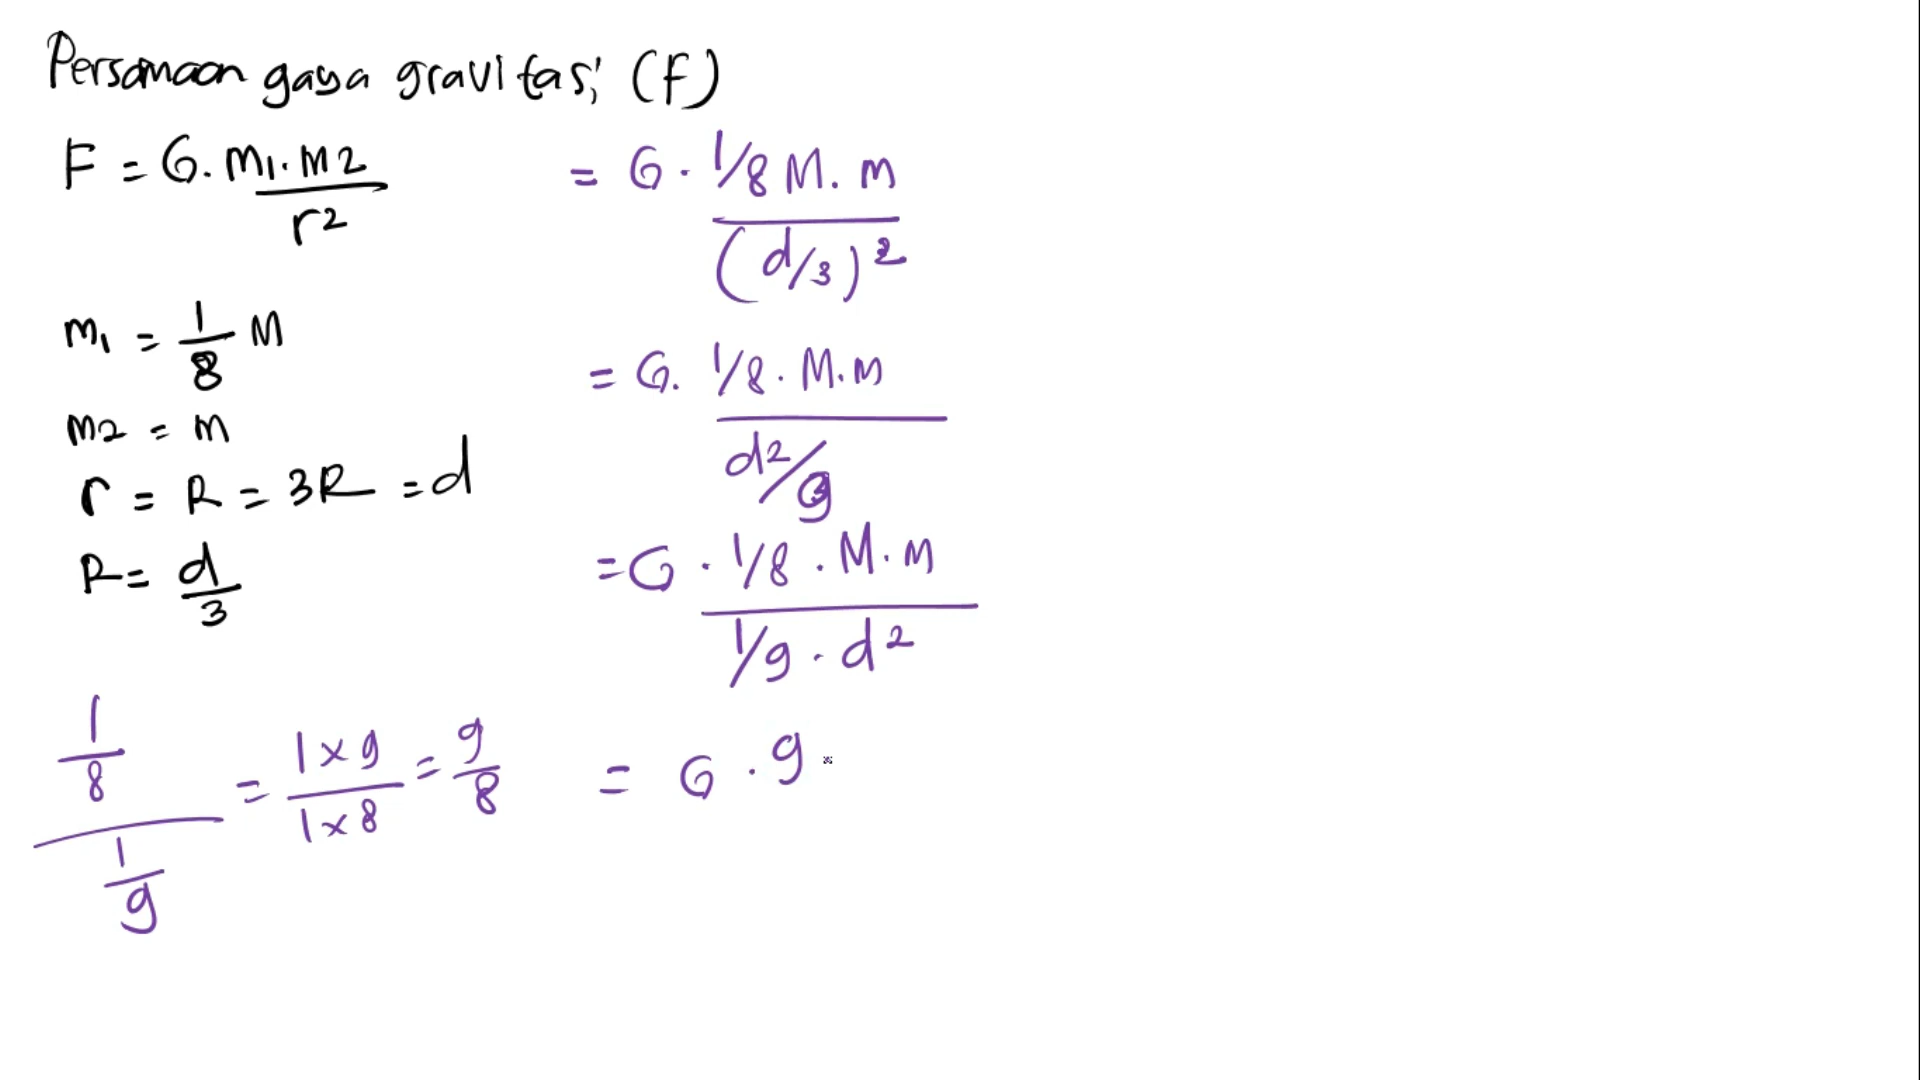 Persamaan gaya gravitasi (F)
F = G. m1. m2
r2
m1 = 1/8 M
m2 = m
r = R = 3R = d
R = d/3
= G. 1/8 M. m
(d/3)2
= G. 1/8. M. m
d2/9
= G. 1/8. M. m
1/9. d2
1/8 / 1/9 = 1x9 / 1x8 = 9/8
= G. 9.